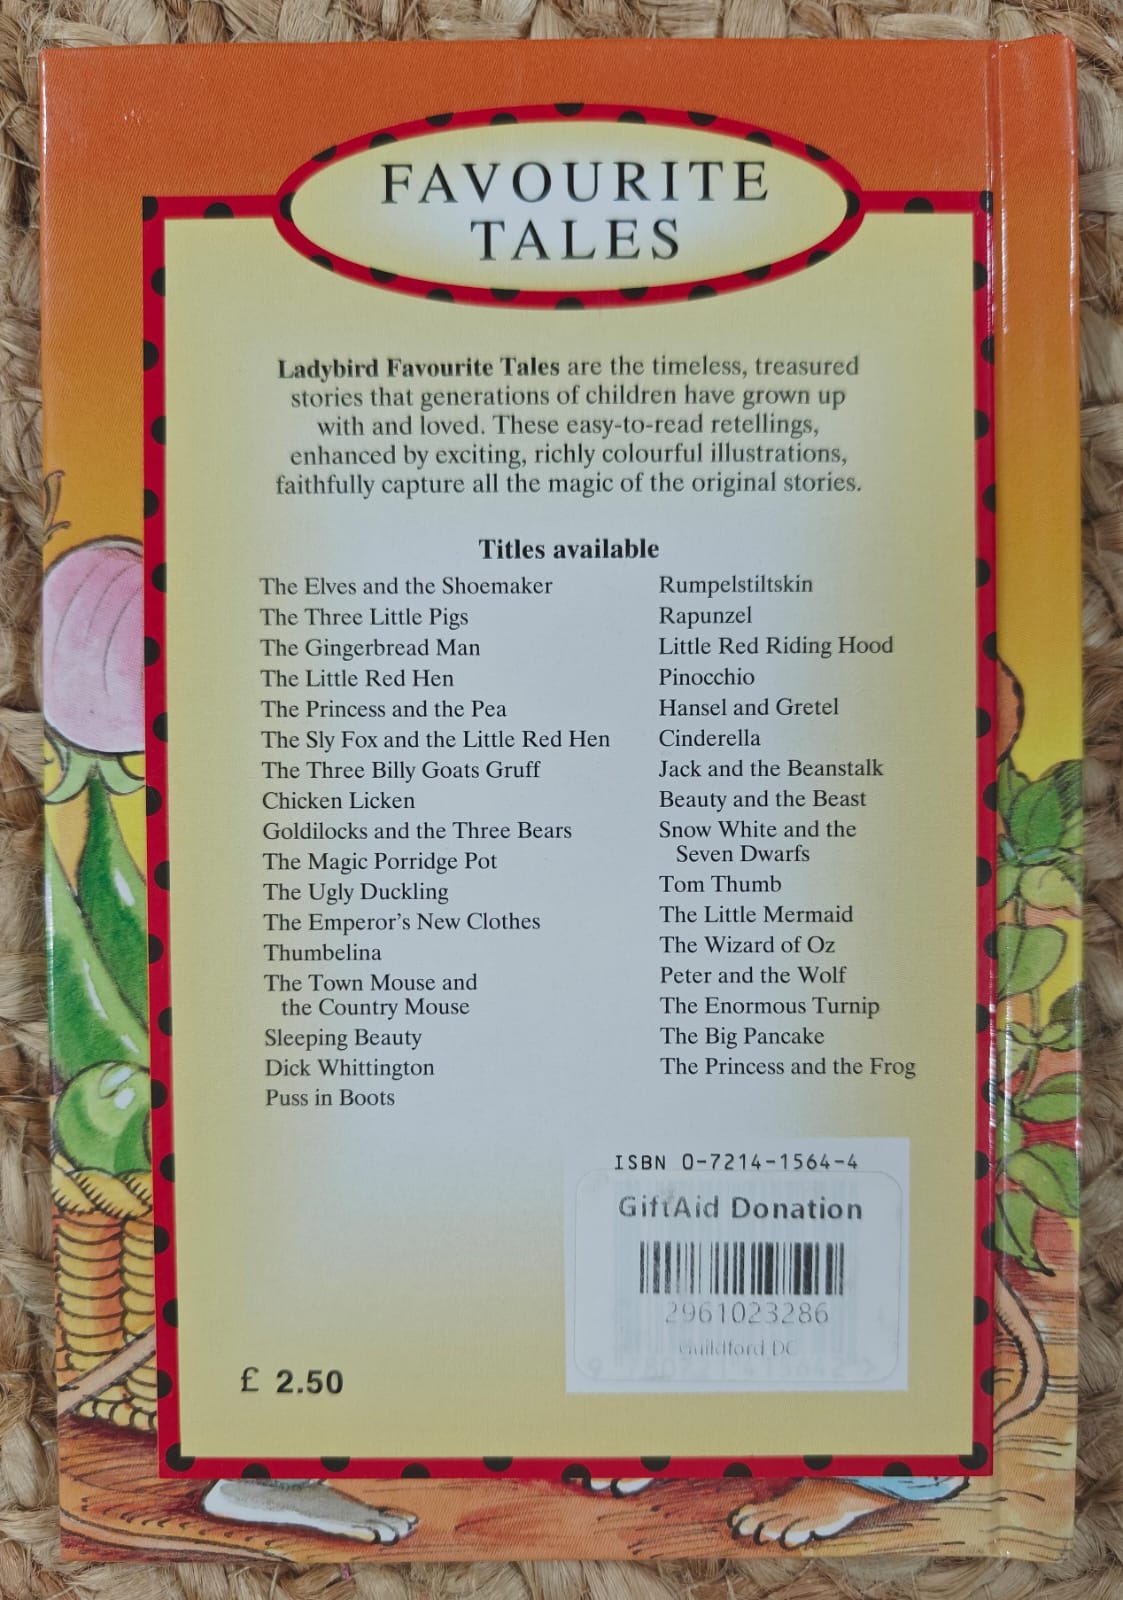 FAVOURITE
TALES
Ladybird Favourite Tales are the timeless, treasured
stories that generations of children have grown up
with and loved. These easy-to-read retellings,
enhanced by exciting, richly colourful illustrations,
faithfully capture all the magic of the original stories.
Titles available
The Elves and the Shoemaker
The Three Little Pigs
The Gingerbread Man
The Little Red Hen
The Princess and the Pea
The Sly Fox and the Little Red Hen
The Three Billy Goats Gruff
Chicken Licken
Goldilocks and the Three Bears
The Magic Porridge Pot
The Ugly Duckling
The Emperor's New Clothes
Thumbelina
The Town Mouse and
the Country Mouse
Sleeping Beauty
Dick Whittington
Puss in Boots
Rumpelstiltskin
Rapunzel
Little Red Riding Hood
Pinocchio
Hansel and Gretel
Cinderella
Jack and the Beanstalk
Beauty and the Beast
Snow White and the
Seven Dwarfs
Tom Thumb
The Little Mermaid
The Wizard of Oz
Peter and the Wolf
The Enormous Turnip
The Big Pancake
The Princess and the Frog
ISBN 0-7214-1564-4
GiftAid Donation
2961023286
Guildford DC
£ 2.50